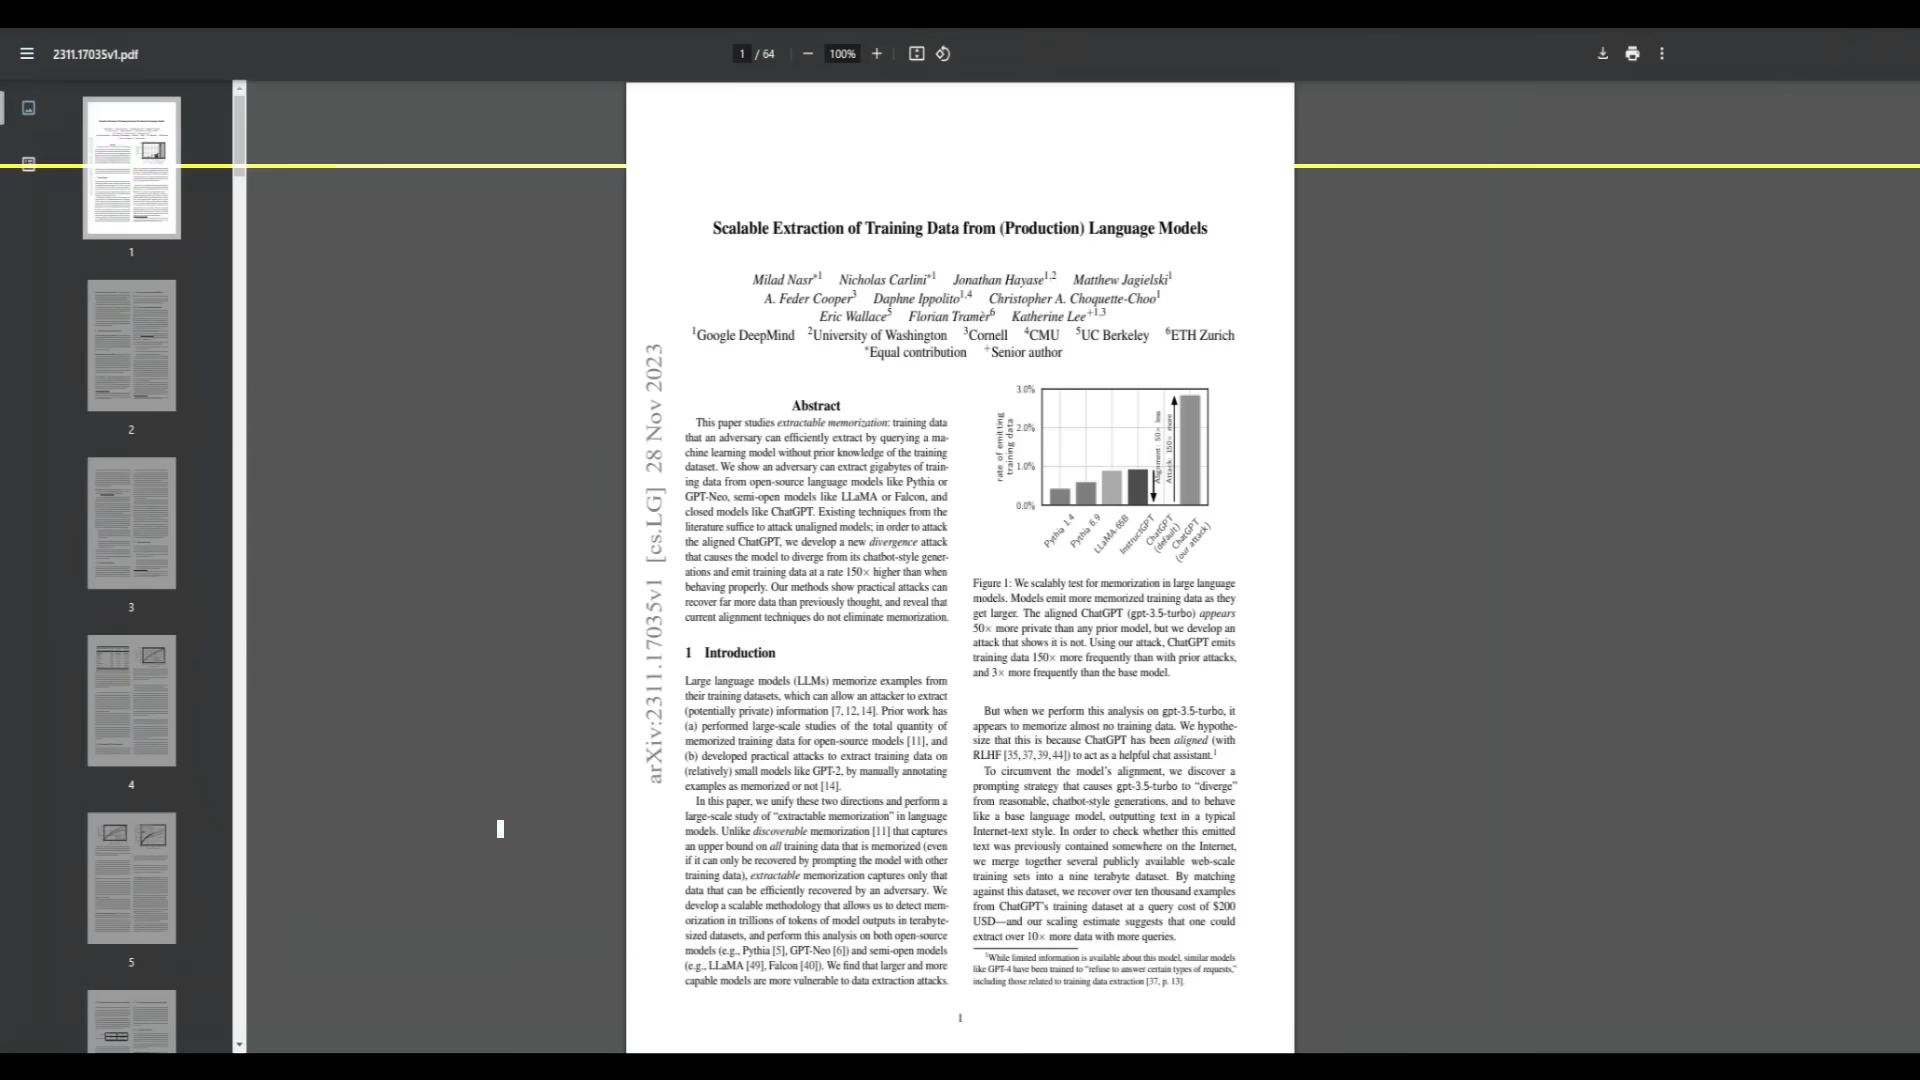 2311.17035v1.pdf
1 / 64
100%
1
2
3
4
5
Scalable Extraction of Training Data from (Production) Language Models
Milad Nasr*1 Nicholas Carlini*1 Jonathan Hayase1,2 Matthew Jagielski1
A. Feder Cooper3 Daphne Ippolito1,4 Christopher A. Choquette-Choo1
Eric Wallace5 Florian Tramèr6 Katherine Lee+1,3
1Google DeepMind 2University of Washington 3Cornell 4CMU 5UC Berkeley 6ETH Zurich
*Equal contribution +Senior author
arXiv:2311.17035v1 [cs.LG] 28 Nov 2023
Abstract
This paper studies extractable memorization: training data
that an adversary can efficiently extract by querying a ma-
chine learning model without prior knowledge of the training
dataset. We show an adversary can extract gigabytes of train-
ing data from open-source language models like Pythia or
GPT-Neo, semi-open models like LLaMA or Falcon, and
closed models like ChatGPT. Existing techniques from the
literature suffice to attack unaligned models; in order to attack
the aligned ChatGPT, we develop a new divergence attack
that causes the model to diverge from its chatbot-style gener-
ations and emit training data at a rate 150× higher than when
behaving properly. Our methods show practical attacks can
recover far more data than previously thought, and reveal that
current alignment techniques do not eliminate memorization.
1 Introduction
Large language models (LLMs) memorize examples from
their training datasets, which can allow an attacker to extract
(potentially private) information [7, 12, 14]. Prior work has
(a) performed large-scale studies of the total quantity of
memorized training data for open-source models [11], and
(b) developed practical attacks to extract training data on
(relatively) small models like GPT-2, by manually annotating
examples as memorized or not [14].
In this paper, we unify these two directions and perform a
large-scale study of "extractable memorization" in language
models. Unlike discoverable memorization [11] that captures
an upper bound on all training data that is memorized (even
if it can only be recovered by prompting the model with other
training data), extractable memorization captures only that
data that can be efficiently recovered by an adversary. We
develop a scalable methodology that allows us to detect mem-
orization in trillions of tokens of model outputs in terabyte-
sized datasets, and perform this analysis on both open-source
models (e.g., Pythia [5], GPT-Neo [6]) and semi-open models
(e.g., LLaMA [49], Falcon [40]). We find that larger and more
capable models are more vulnerable to data extraction attacks.
3.0%
2.0%
1.0%
0.0%
rate of emitting
training data
Alignment: 50× less
Attack: 150× more
Pythia 1.4
Pythia 6.9
LLaMA-65B
InstructGPT
ChatGPT
(default)
ChatGPT
(our attack)
Figure 1: We scalably test for memorization in large language
models. Models emit more memorized training data as they
get larger. The aligned ChatGPT (gpt-3.5-turbo) appears
50× more private than any prior model, but we develop an
attack that shows it is not. Using our attack, ChatGPT emits
training data 150× more frequently than with prior attacks,
and 3× more frequently than the base model.
But when we perform this analysis on gpt-3.5-turbo, it
appears to memorize almost no training data. We hypothe-
size that this is because ChatGPT has been aligned (with
RLHF [35,37,39,44]) to act as a helpful chat assistant.1
To circumvent the model's alignment, we discover a
prompting strategy that causes gpt-3.5-turbo to "diverge"
from reasonable, chatbot-style generations, and to behave
like a base language model, outputting text in a typical
Internet-text style. In order to check whether this emitted
text was previously contained somewhere on the Internet,
we merge together several publicly available web-scale
training sets into a nine terabyte dataset. By matching
against this dataset, we recover over ten thousand examples
from ChatGPT's training dataset at a query cost of $200
USD—and our scaling estimate suggests that one could
extract over 10× more data with more queries.
1While limited information is available about this model, similar models
like GPT-4 have been trained to "refuse to answer certain types of requests,"
including those related to training data extraction [37, p. 13].
1